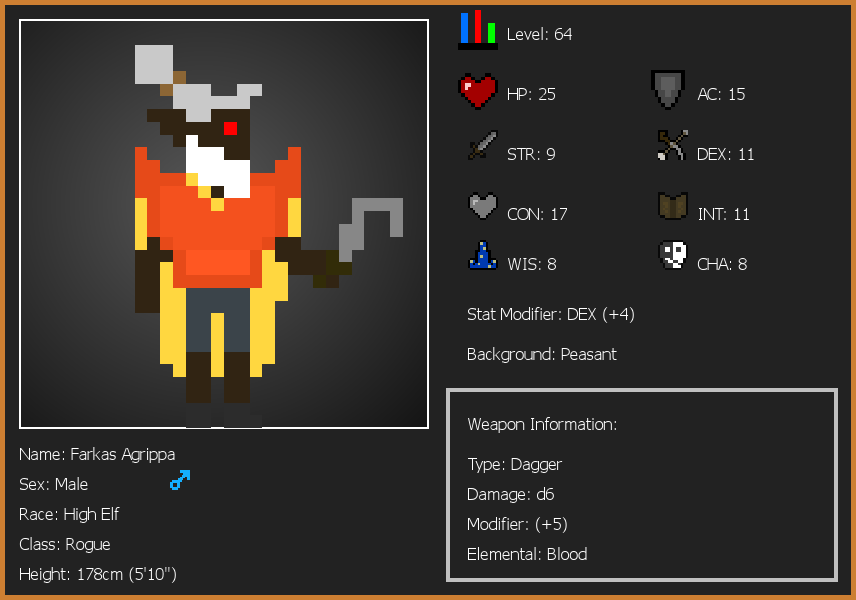 Level: 64
HP: 25
AC: 15
STR: 9
DEX: 11
CON: 17
INT: 11
WIS: 8
CHA: 8
Stat Modifier: DEX (+4)
Background: Peasant
Weapon Information:
Type: Dagger
Damage: d6
Modifier: (+5)
Elemental: Blood
Name: Farkas Agrippa
Sex: Male
Race: High Elf
Class: Rogue
Height: 178cm (5'10")